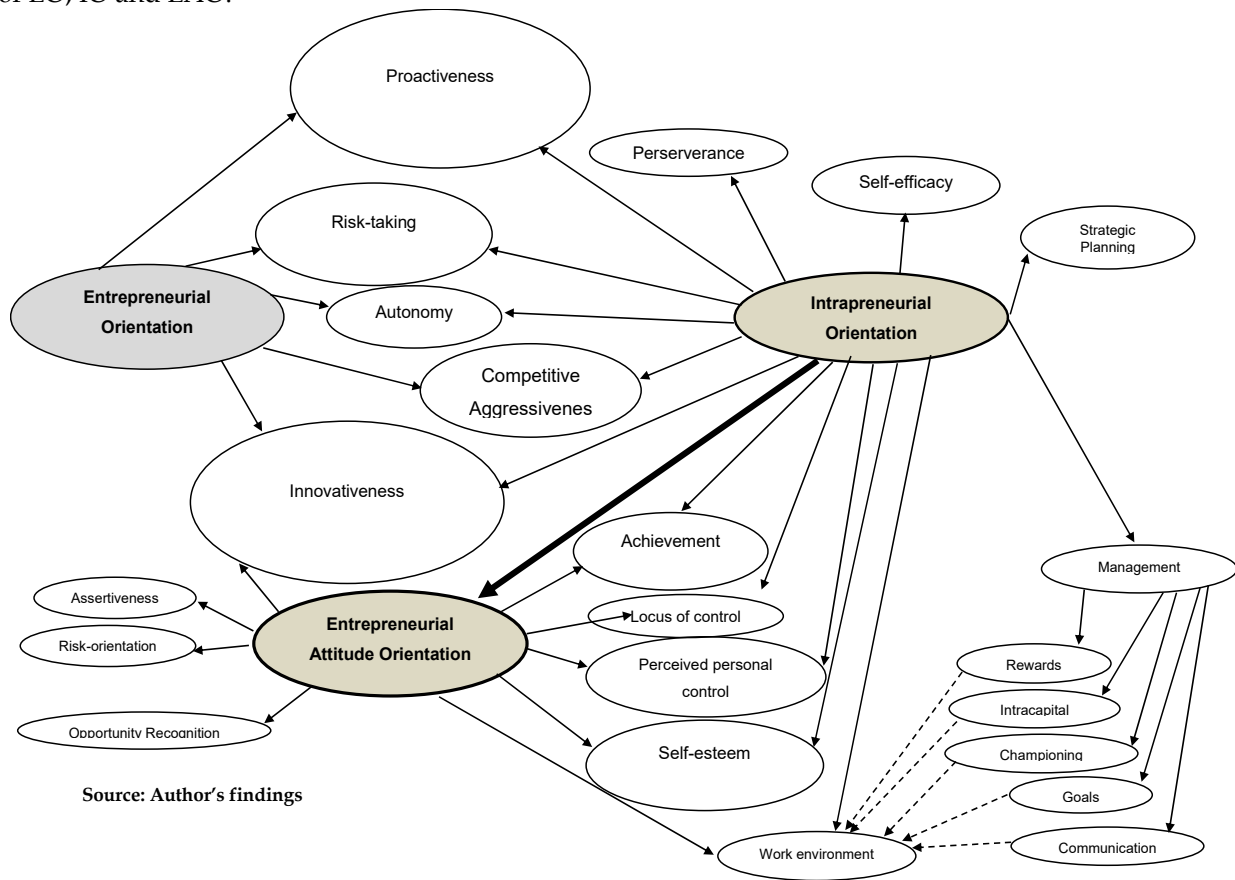 of EO, IO and EAO.
Proactiveness
Perserverance
Self-efficacy
Risk-taking
Strategic
Planning
Entrepreneurial
Orientation
Autonomy
Intrapreneurial
Orientation
Competitive
Aggressivenes
Innovativeness
Achievement
Management
Assertiveness
Locus of control
Entrepreneurial
Attitude Orientation
Risk-orientation
Perceived personal
control
Rewards
Intracapital
Opportunity Recognition
Self-esteem
Championing
Source: Author's findings
Goals
Work environment
Communication